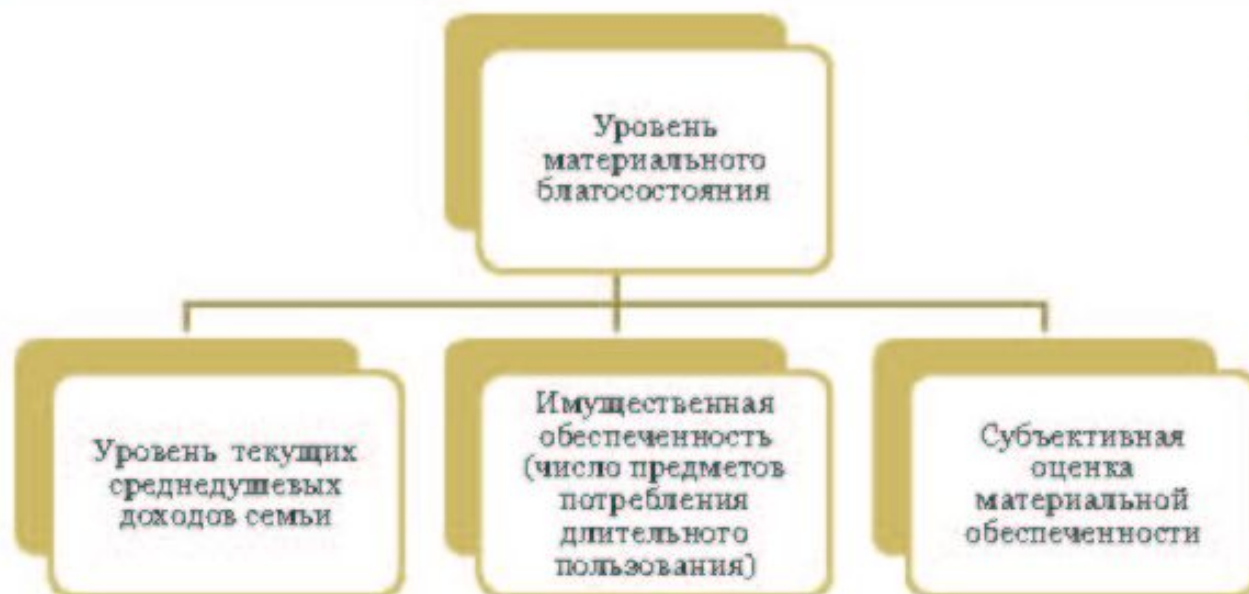 Уровень
материального
благосостояния
Уровень текущих
среднедушевых
доходов семьи
Имущественная
обеспеченность
(число предметов
потребления
длительного
пользования)
Субъективная
оценка
материальной
обеспеченности